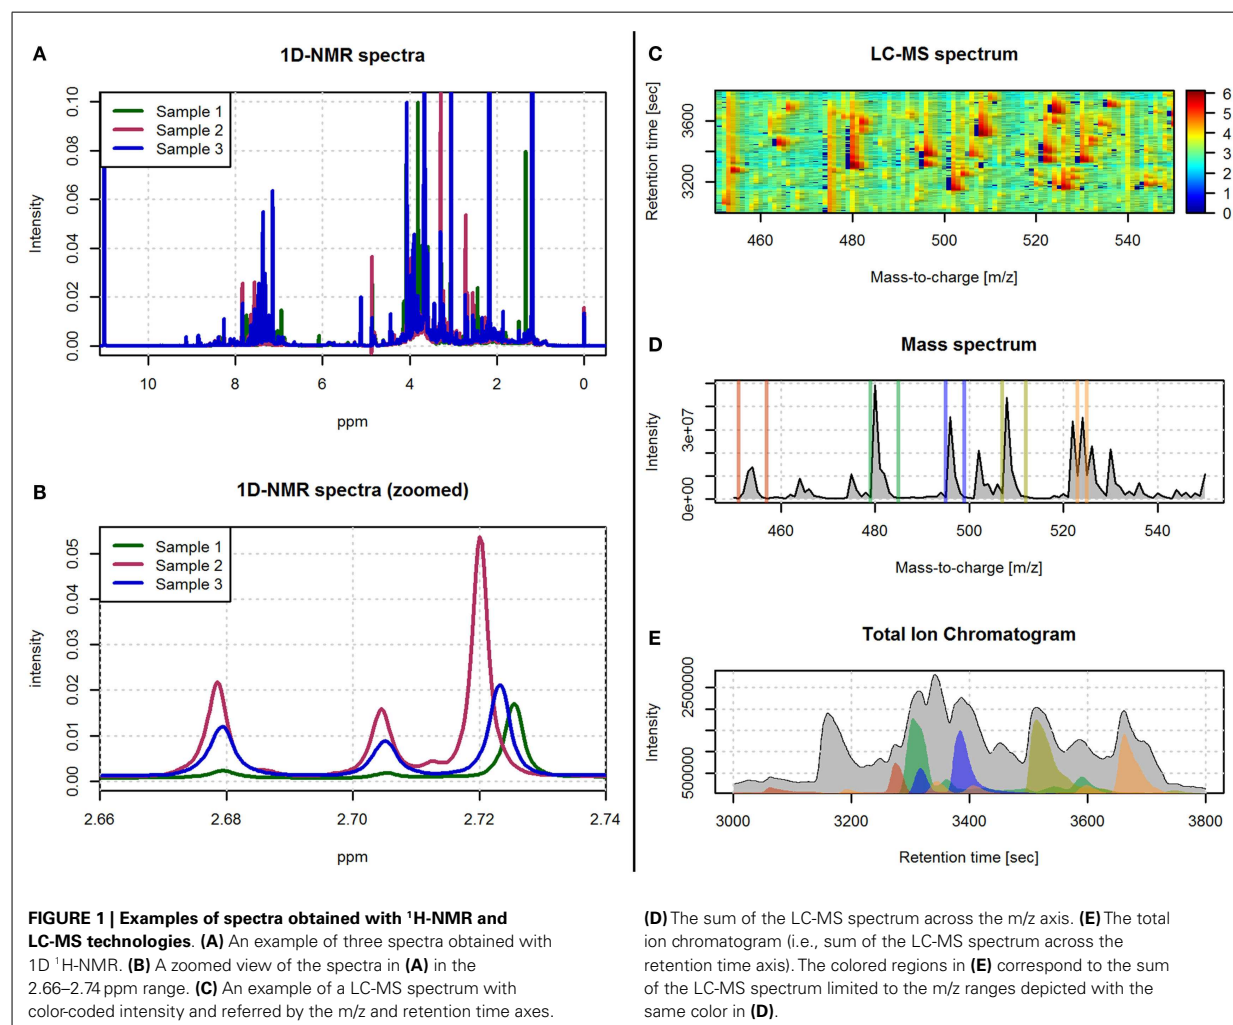 A
1D-NMR spectra
Sample 1
Sample 2
Sample 3
Intensity
0.00
0.02
0.04
0.06
0.08
0.10
10 8 6 4 2 0
ppm
B
1D-NMR spectra (zoomed)
Sample 1
Sample 2
Sample 3
intensity
0.00
0.01
0.02
0.03
0.04
0.05
2.66 2.68 2.70 2.72 2.74
ppm
C
LC-MS spectrum
Retention time [sec]
3200
3600
460 480 500 520 540
Mass-to-charge [m/z]
6
5
4
3
2
1
0
D
Mass spectrum
Intensity
0e+00
3e+07
460 480 500 520 540
Mass-to-charge [m/z]
E
Total Ion Chromatogram
Intensity
500000
2500000
3000 3200 3400 3600 3800
Retention time [sec]
FIGURE 1 | Examples of spectra obtained with ¹H-NMR and
LC-MS technologies. (A) An example of three spectra obtained with
1D ¹H-NMR. (B) A zoomed view of the spectra in (A) in the
2.66–2.74 ppm range. (C) An example of a LC-MS spectrum with
color-coded intensity and referred by the m/z and retention time axes.
(D) The sum of the LC-MS spectrum across the m/z axis. (E) The total
ion chromatogram (i.e., sum of the LC-MS spectrum across the
retention time axis). The colored regions in (E) correspond to the sum
of the LC-MS spectrum limited to the m/z ranges depicted with the
same color in (D).